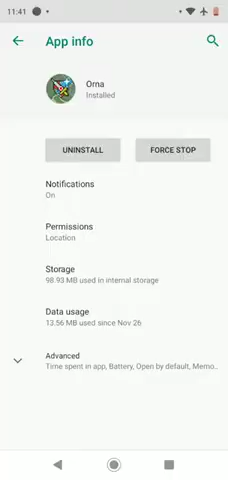 11:41
App info
Orna
Installed
UNINSTALL
FORCE STOP
Notifications
On
Permissions
Location
Storage
98.93 MB used in internal storage
Data usage
13.56 MB used since Nov 26
Advanced
Time spent in app, Battery, Open by default, Memo..